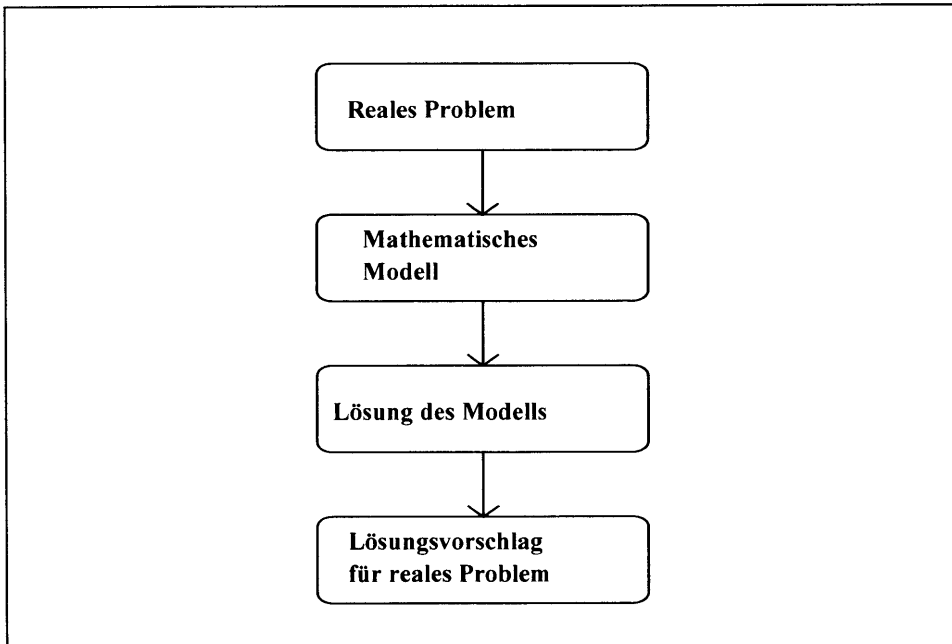 Reales Problem
Mathematisches
Modell
Lösung des Modells
Lösungsvorschlag
für reales Problem